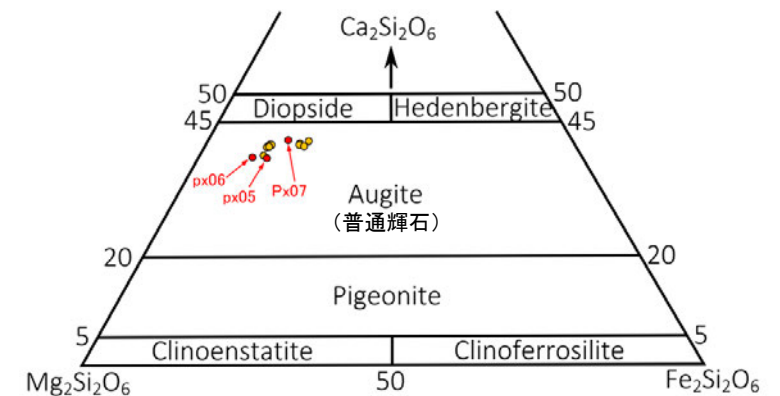 Ca₂Si₂O₆
50 50
Diopside Hedenbergite
45 45
px06
px05
Px07
Augite
（普通輝石）
20 20
Pigeonite
5 5
Clinoenstatite Clinoferrosilite
Mg₂Si₂O₆ 50 Fe₂Si₂O₆